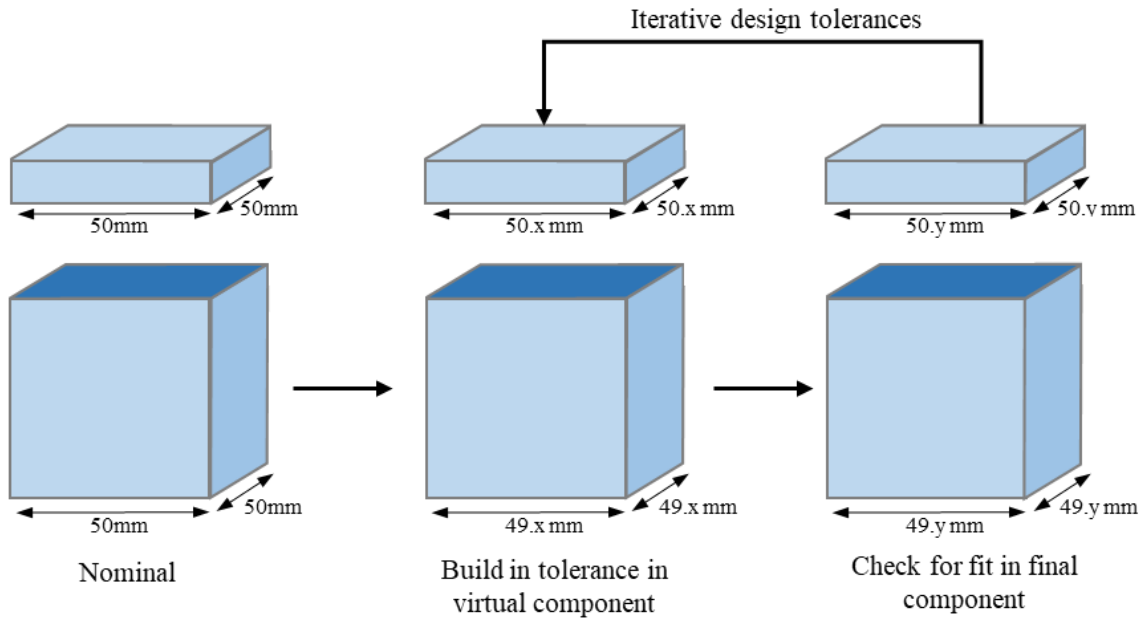 Iterative design tolerances
50mm
50mm
50.x mm
50.x mm
50.y mm
50.y mm
50mm
50mm
49.x mm
49.x mm
49.y mm
49.y mm
Nominal
Build in tolerance in
virtual component
Check for fit in final
component